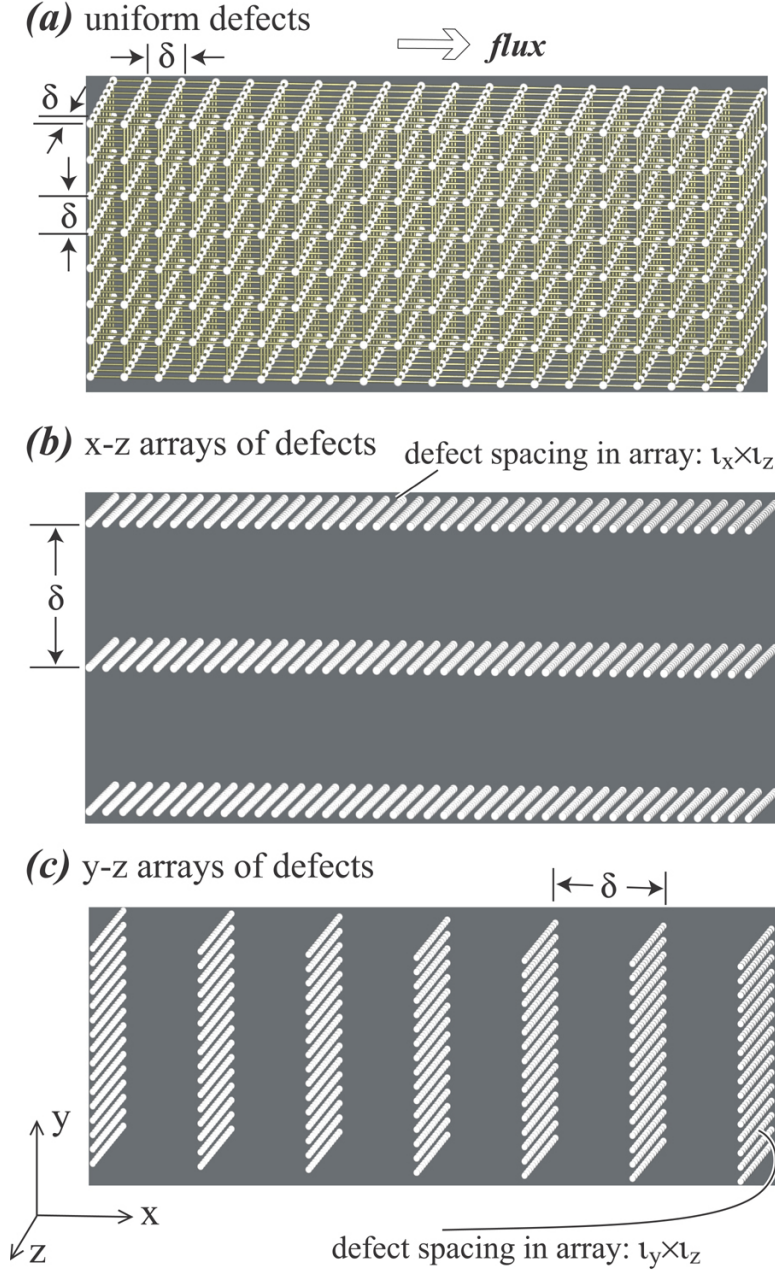 (a) uniform defects
flux
δ
δ
δ
(b) x-z arrays of defects
defect spacing in array: ιx×ιz
δ
(c) y-z arrays of defects
δ
y
x
z
defect spacing in array: ιy×ιz